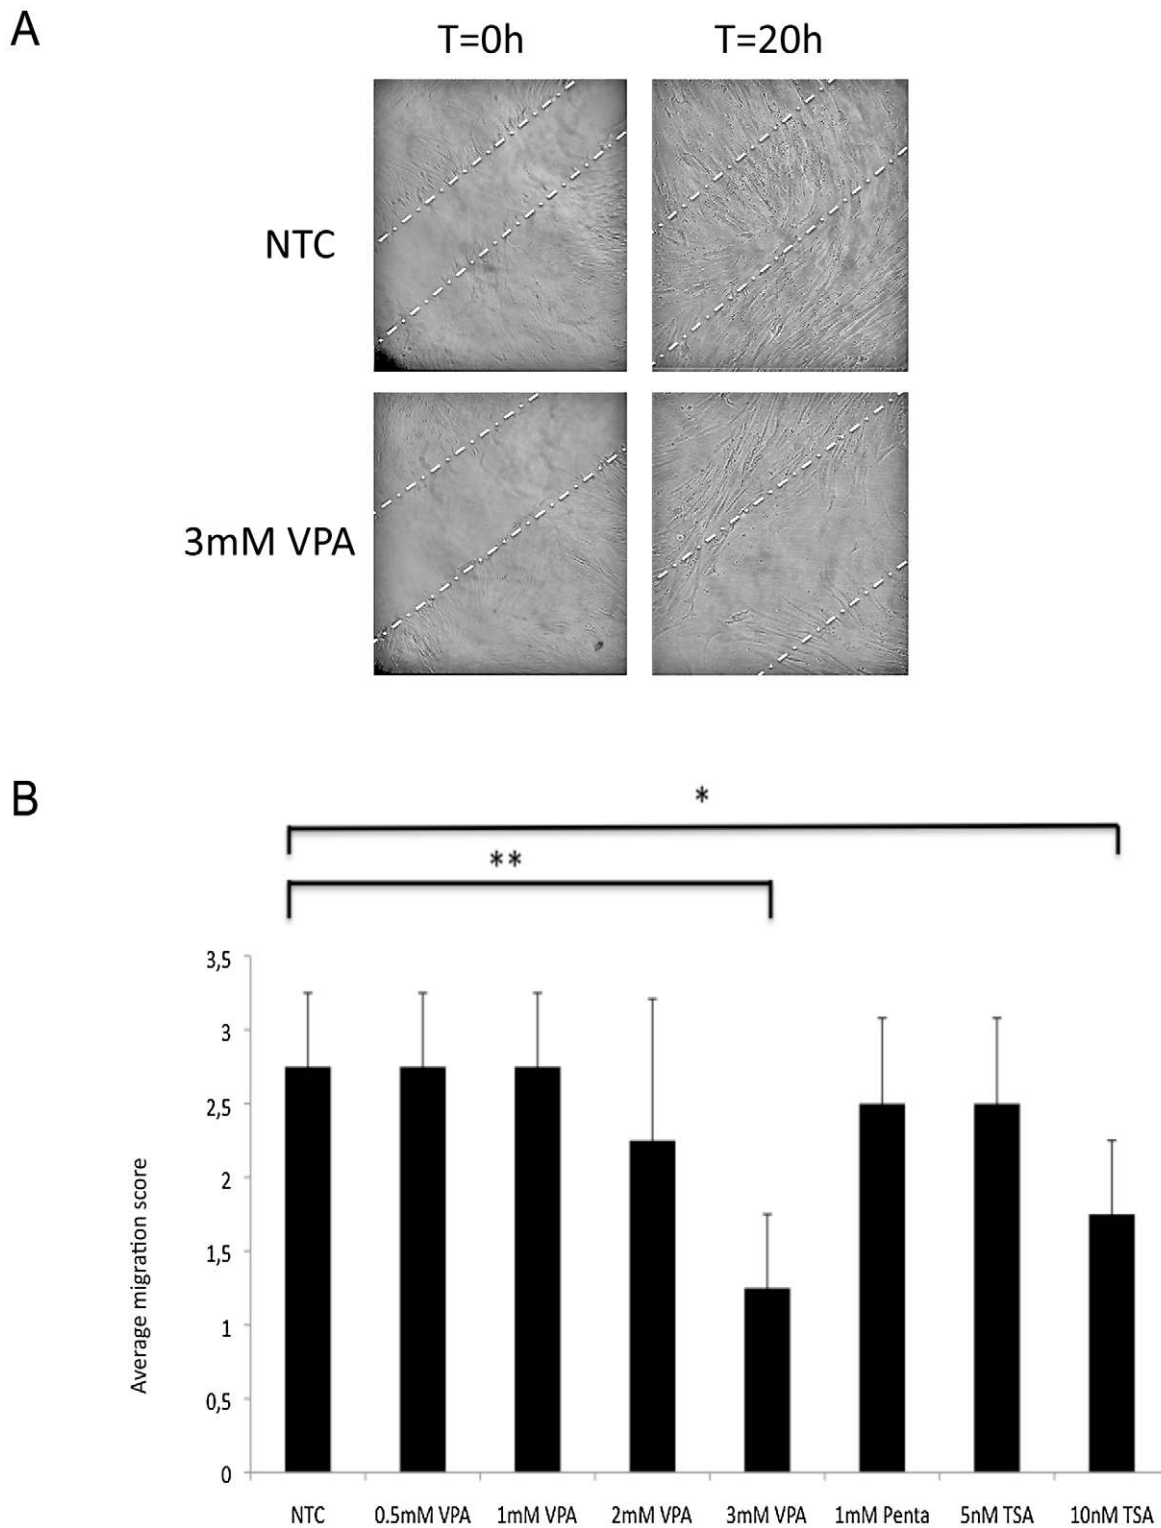 A
T=0h
T=20h
NTC
3mM VPA
B
*
**
3,5
3
2,5
2
1,5
1
0,5
0
Average migration score
NTC
0.5mM VPA
1mM VPA
2mM VPA
3mM VPA
1mM Penta
5nM TSA
10nM TSA